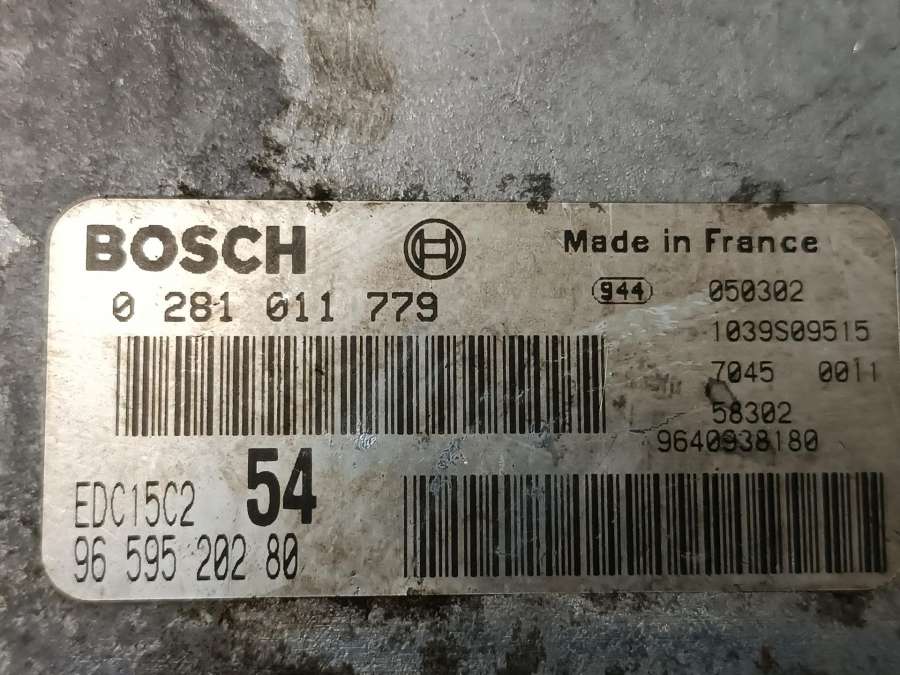 BOSCH
Made in France
0 281 011 779
944 050302
1039S09515
7045 0011
58302
9640938180
54
EDC15C2
96 595 202 80